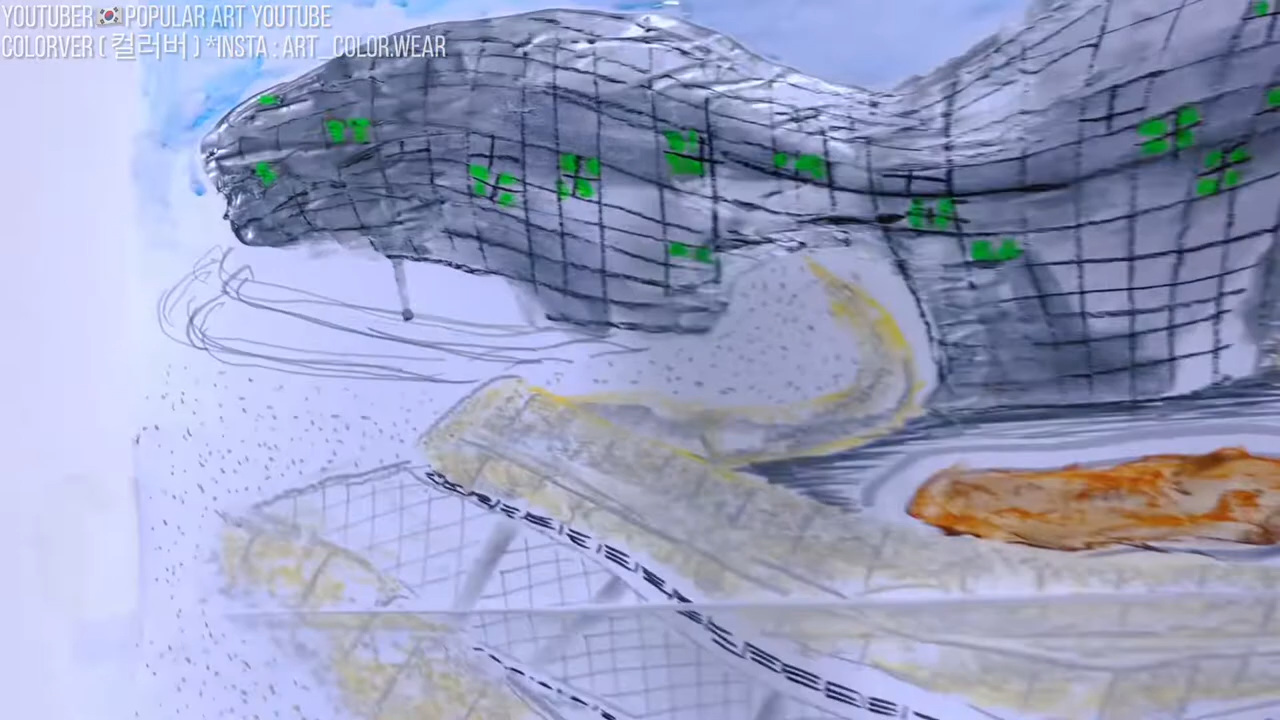 YOUTUBER🇰🇷POPULAR ART YOUTUBE
COLORVER ( 컬러버 ) *INSTA : ART_COLOR.WEAR